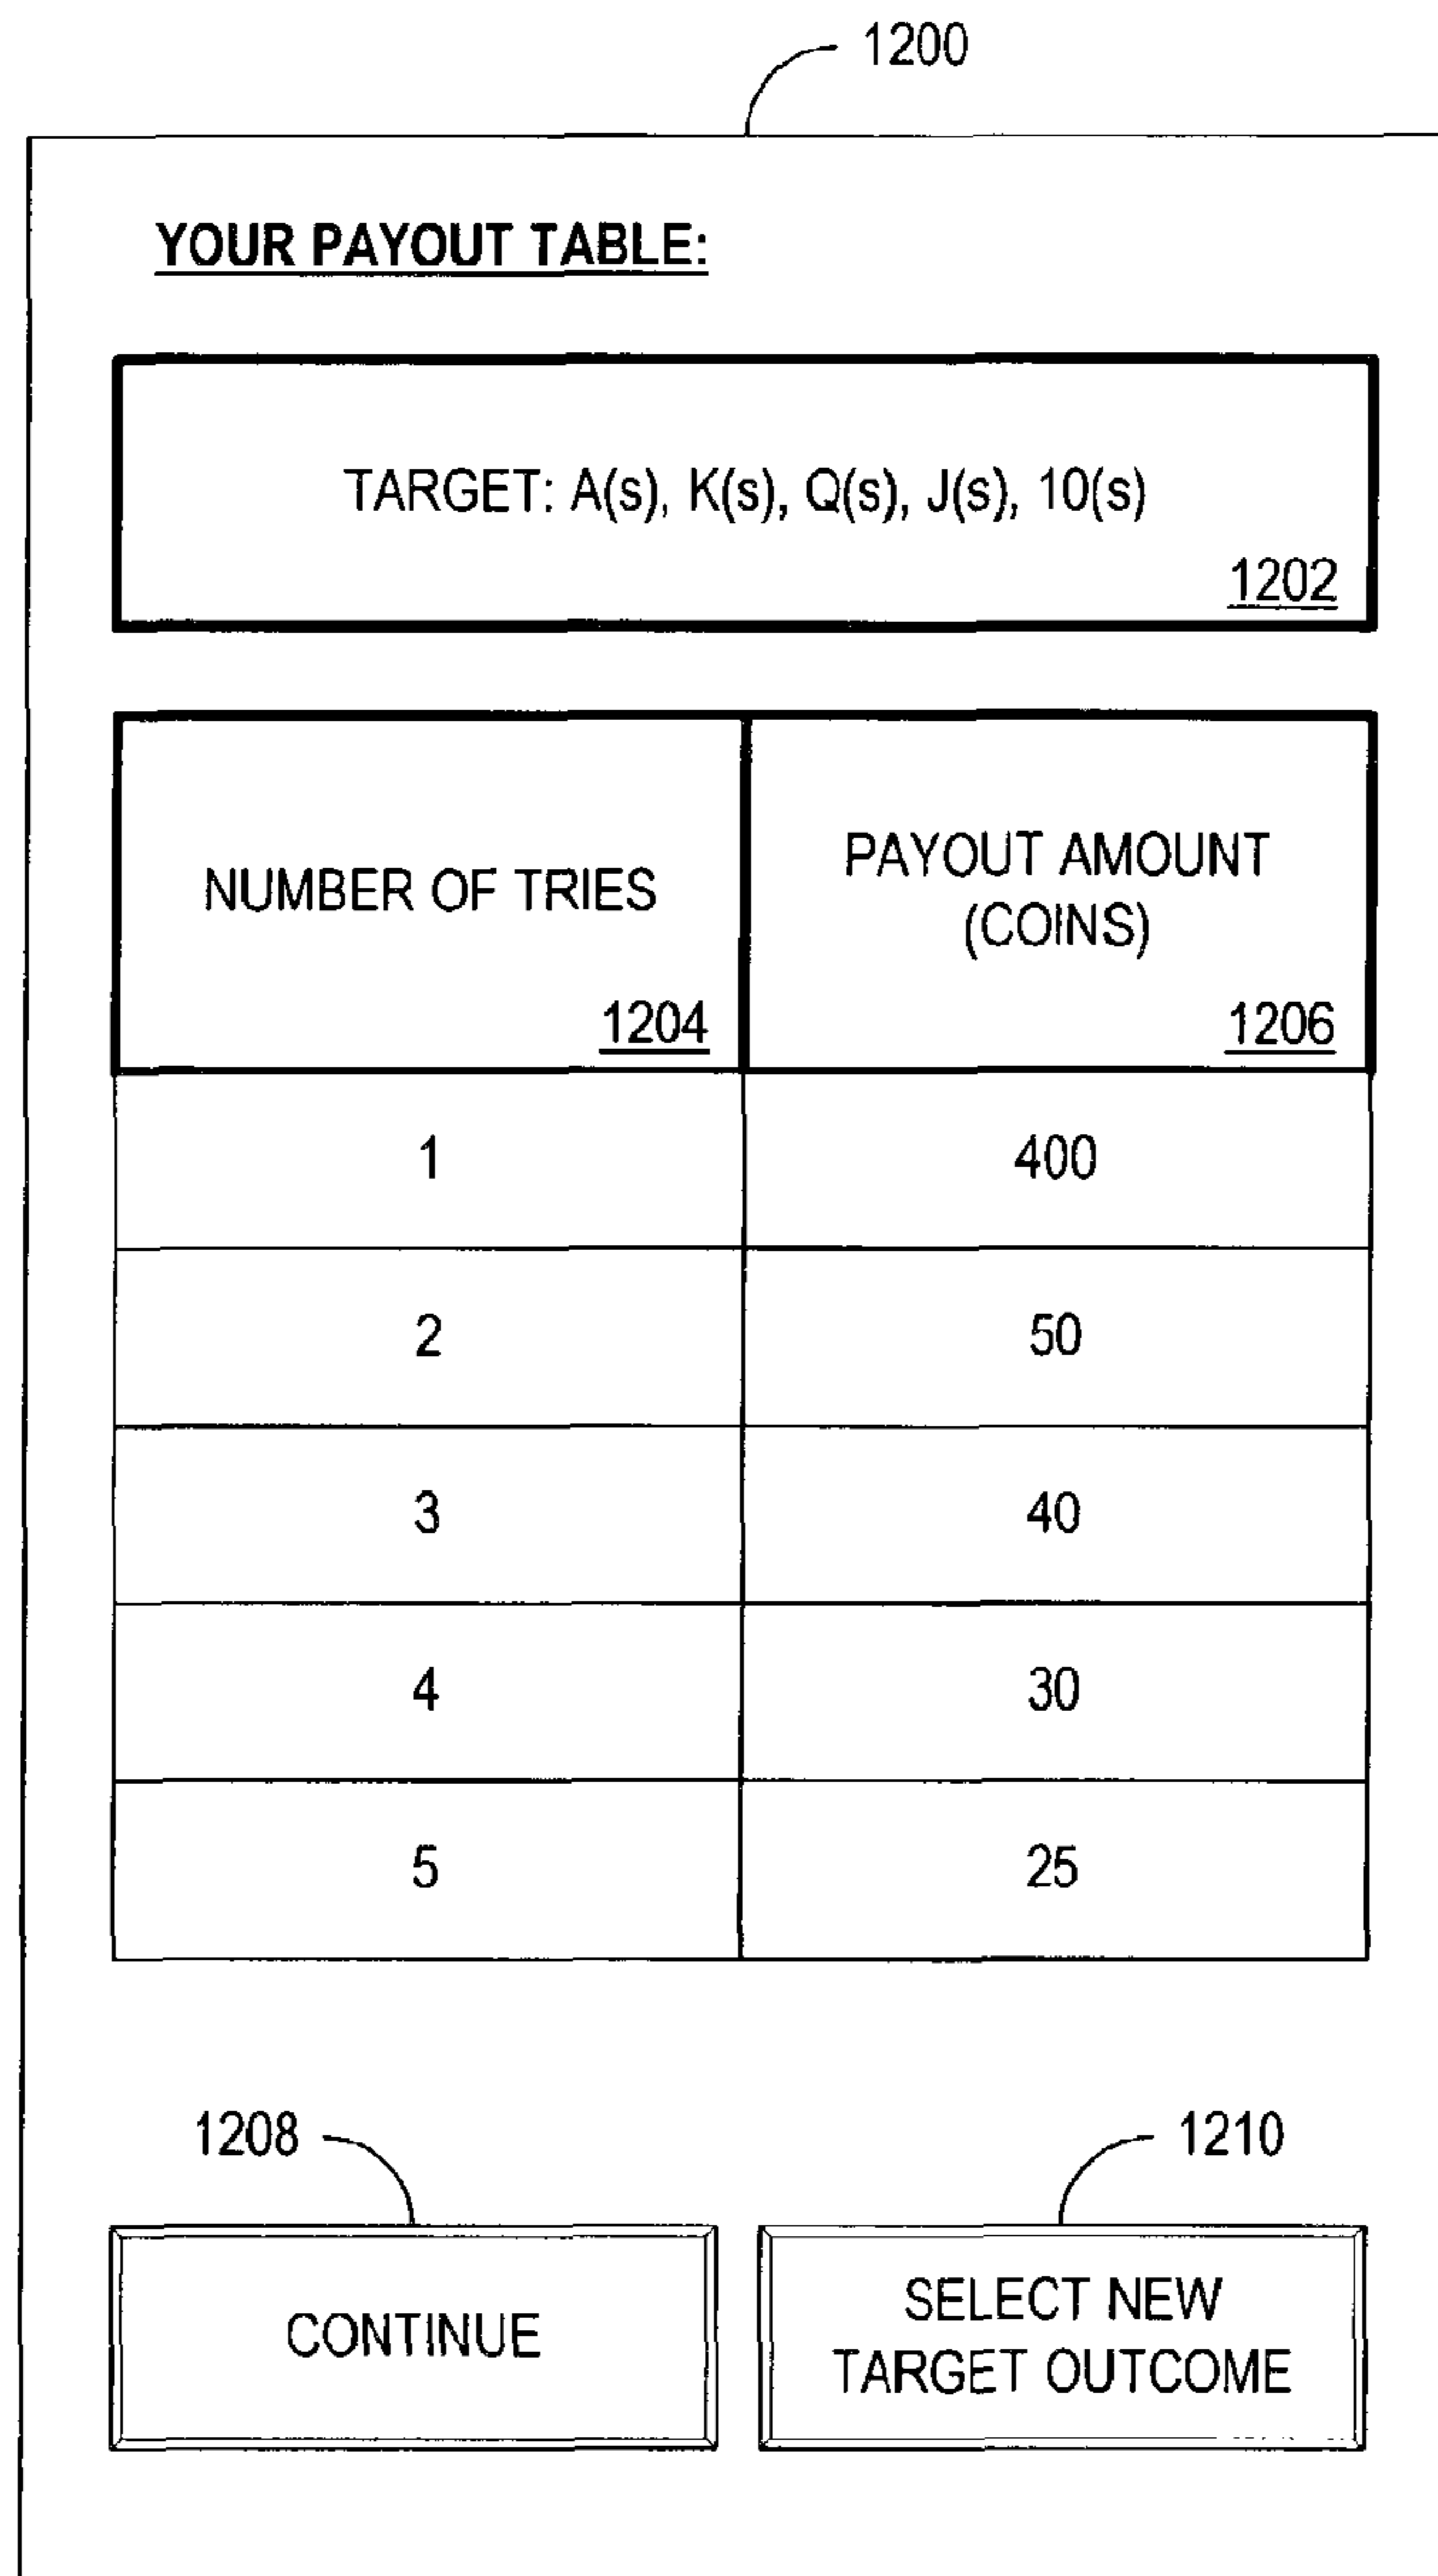 1200
YOUR PAYOUT TABLE:
TARGET: A(s), K(s), Q(s), J(s), 10(s)
1202
NUMBER OF TRIES
1204
PAYOUT AMOUNT
(COINS)
1206
1 400
2 50
3 40
4 30
5 25
1208
1210
CONTINUE
SELECT NEW
TARGET OUTCOME